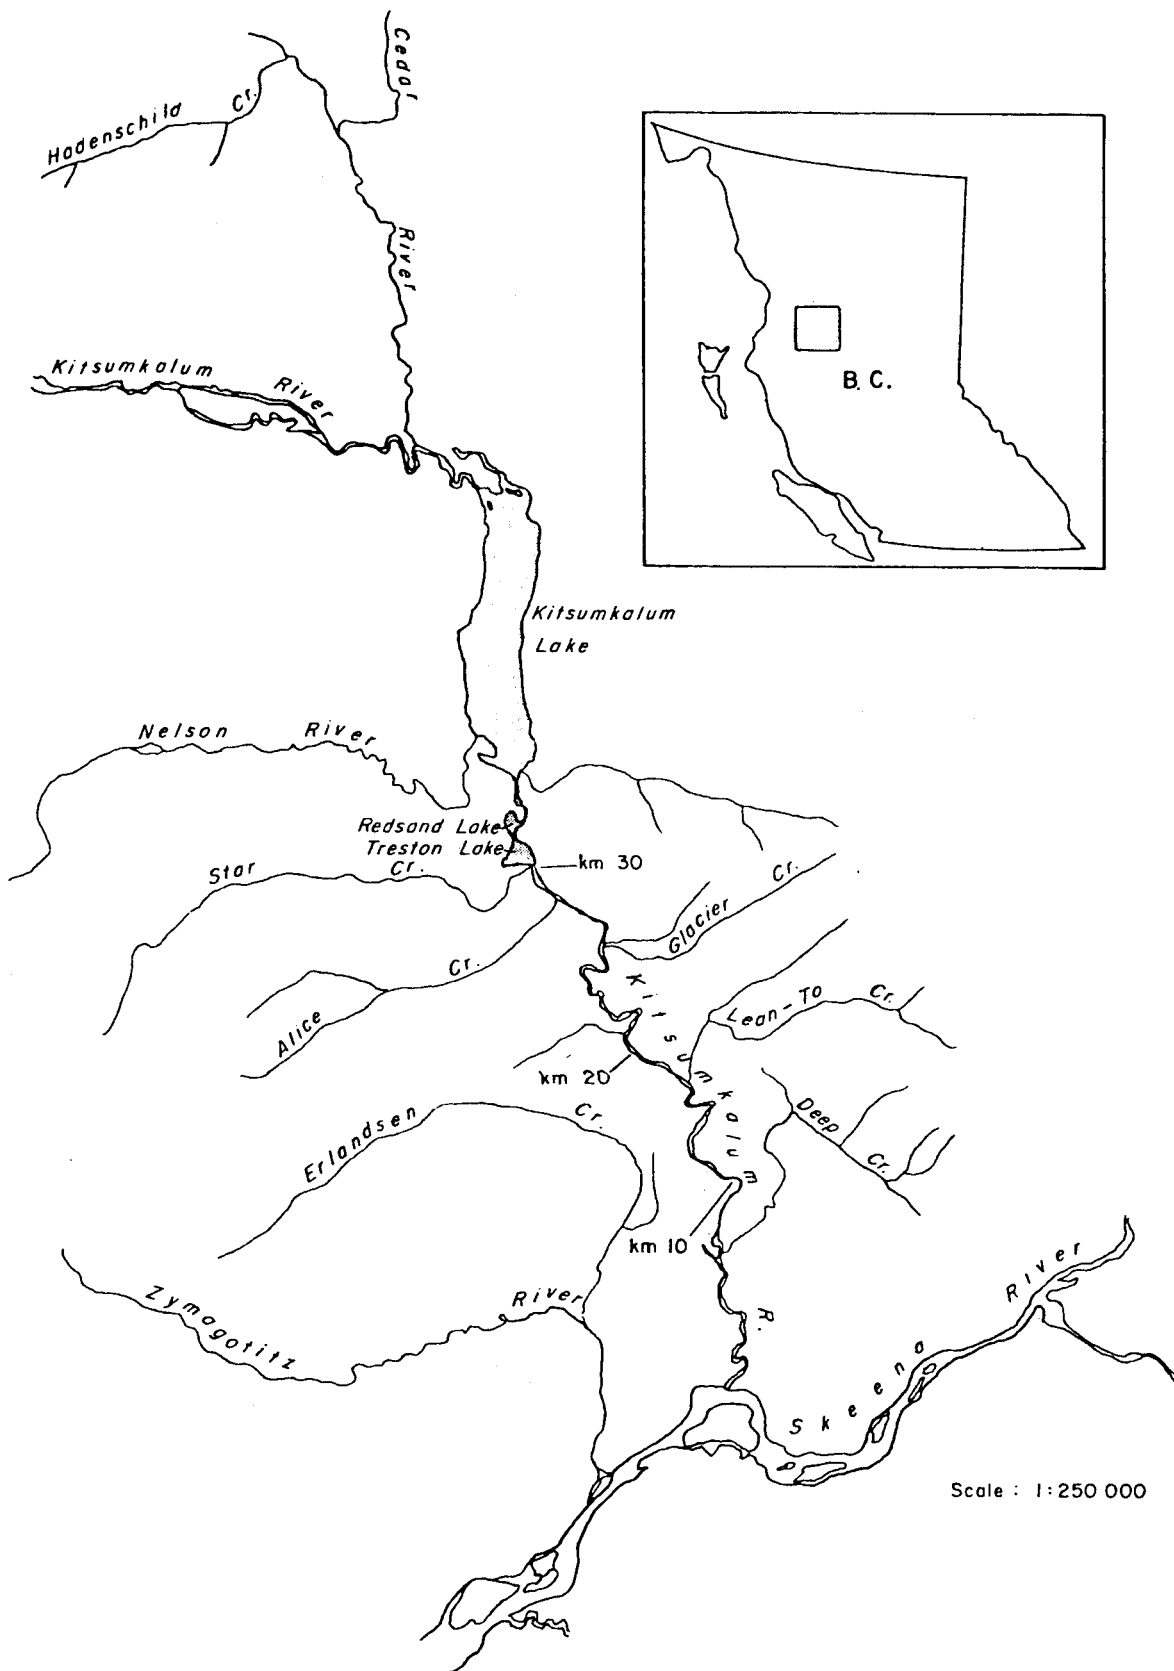 Cedar
River
Hadenschild Cr.
Kitsumkalum River
B. C.
Kitsumkalum
Lake
Nelson River
Redsand Lake
Treston Lake
km 30
Star Cr.
Glacier Cr.
Alice Cr.
Lean-To Cr.
km 20
Kitsumkalum R.
Deep Cr.
Erlandsen Cr.
km 10
Zymagotitz River
Skeena River
Scale : 1:250 000